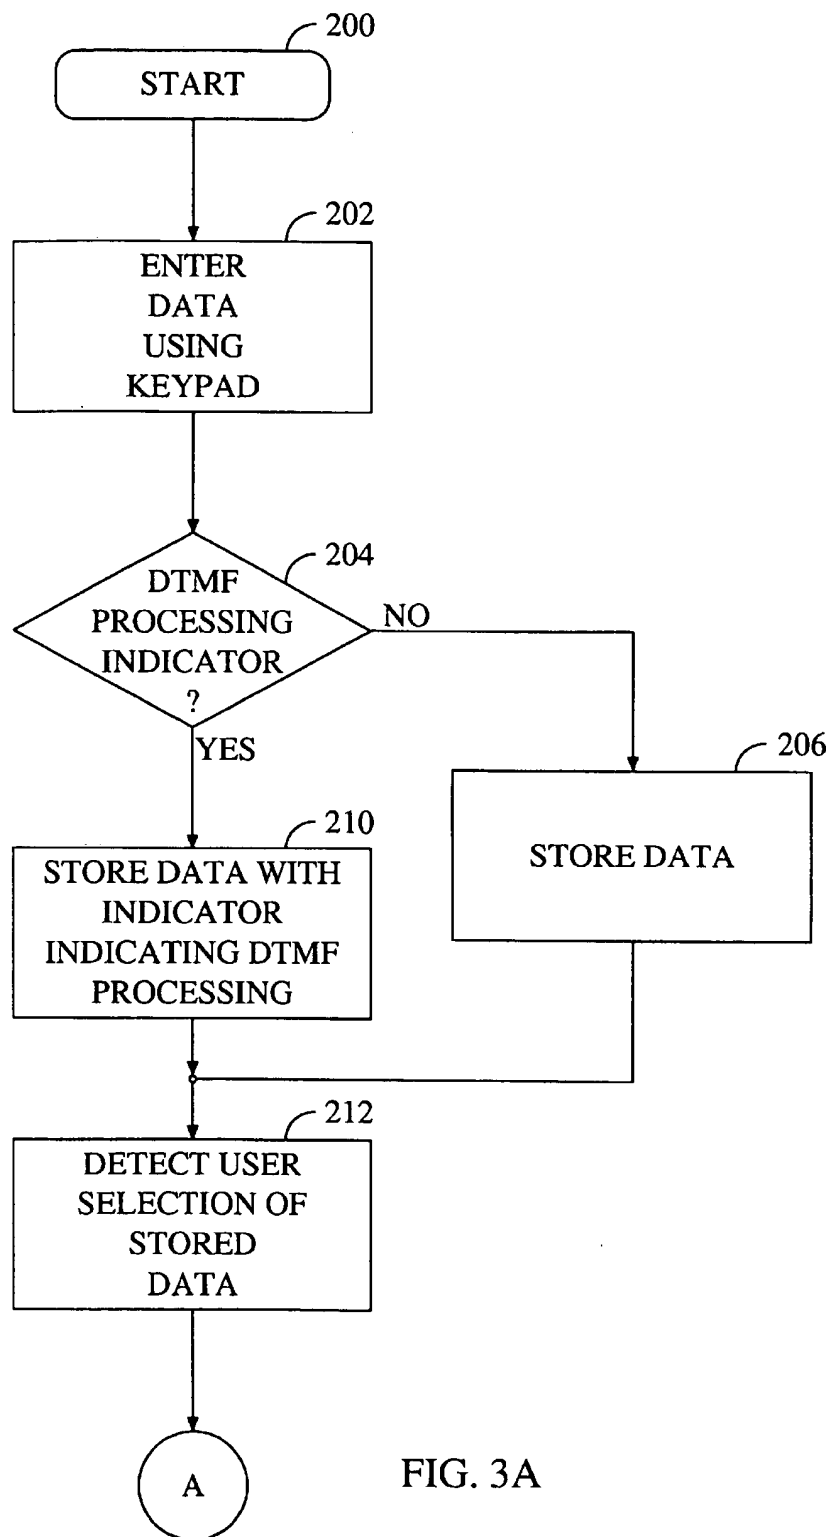 200
START
202
ENTER
DATA
USING
KEYPAD
204
DTMF
PROCESSING
INDICATOR
?
NO
YES
206
STORE DATA
210
STORE DATA WITH
INDICATOR
INDICATING DTMF
PROCESSING
212
DETECT USER
SELECTION OF
STORED
DATA
A
FIG. 3A